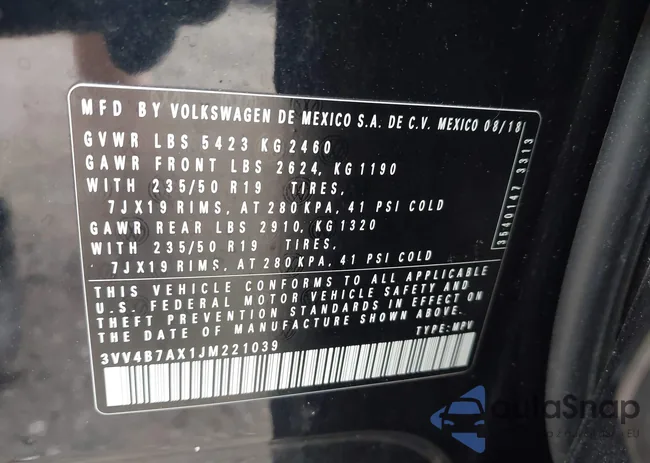 MFD BY VOLKSWAGEN DE MEXICO S.A. DE C.V. MEXICO 08/18
GVWR LBS 5423 KG 2460
GAWR FRONT LBS 2624, KG 1190
WITH 235/50 R19 TIRES,
7JX19 RIMS, AT 280 KPA, 41 PSI COLD
GAWR REAR LBS 2910, KG 1320
WITH 235/50 R19 TIRES,
7JX19 RIMS, AT 280 KPA, 41 PSI COLD
THIS VEHICLE CONFORMS TO ALL APPLICABLE
U.S. FEDERAL MOTOR VEHICLE SAFETY AND
THEFT PREVENTION STANDARDS IN EFFECT ON
THE DATE OF MANUFACTURE SHOWN ABOVE.
3VV4B7AX1JM221039 TYPE: MPV
3540147 3313
autaSnap